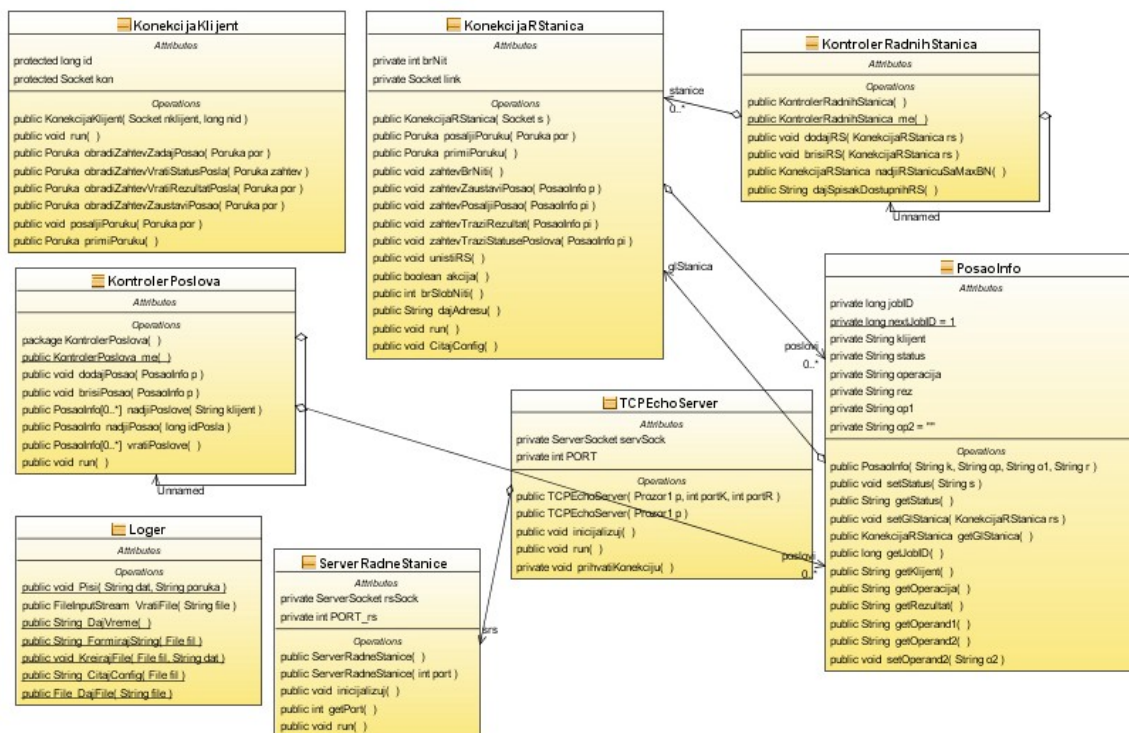 KonekcijaKlijent
Attributes
protected long id
protected Socket kon
Operations
public KonekcijaKlijent( Socket nklijent, long nid )
public void run( )
public Poruka obradiZahtevZadajPosao( Poruka por )
public Poruka obradiZahtevVratiStatusPosla( Poruka zahtev )
public Poruka obradiZahtevVratiRezultatPosla( Poruka por )
public Poruka obradiZahtevZaustaviPosao( Poruka por )
public void posaljiPoruku( Poruka por )
public Poruka primiPoruku( )
KonekcijaRStanica
Attributes
private int brNit
private Socket link
Operations
public KonekcijaRStanica( Socket s )
public Poruka posaljiPoruku( Poruka por )
public Poruka primiPoruku( )
public void zahtevBrNiti( )
public void zahtevZaustaviPosao( PosaoInfo p )
public void zahtevPosaljiPosao( PosaoInfo pi )
public void zahtevTraziRezultat( PosaoInfo pi )
public void zahtevTraziStatusePoslova( PosaoInfo pi )
public void unistiRS( )
public boolean akcija( )
public int brSlobNiti( )
public String dajAdresu( )
public void run( )
public void CitajConfig( )
stanice
0..*
KontrolerRadnihStanica
Attributes
Operations
public KontrolerRadnihStanica( )
public KontrolerRadnihStanica me( )
public void dodajRS( KonekcijaRStanica rs )
public void brisiRS( KonekcijaRStanica rs )
public KonekcijaRStanica nadjiRStanicuSaMaxBN( )
public String dajSpisakDostupnihRS( )
Unnamed
glStanica
poslovi
0..*
KontrolerPoslova
Attributes
Operations
package KontrolerPoslova( )
public KontrolerPoslova me( )
public void dodajPosao( PosaoInfo p )
public void brisiPosao( PosaoInfo p )
public PosaoInfo[0..*] nadjiPoslove( String klijent )
public PosaoInfo nadjiPosao( long idPosla )
public PosaoInfo[0..*] vratiPoslove( )
public void run( )
Unnamed
PosaoInfo
Attributes
private long jobID
private long nextJobID = 1
private String klijent
private String status
private String operacija
private String rez
private String op1
private String op2 = ""
Operations
public PosaoInfo( String k, String op, String o1, String r )
public void setStatus( String s )
public String getStatus( )
public void setGlStanica( KonekcijaRStanica rs )
public KonekcijaRStanica getGlStanica( )
public long getJobID( )
public String getKlijent( )
public String getOperacija( )
public String getRezultat( )
public String getOperand1( )
public String getOperand2( )
public void setOperand2( String o2 )
TCPEchoServer
Attributes
private ServerSocket servSock
private int PORT
Operations
public TCPEchoServer( Prozor1 p, int portK, int portR )
public TCPEchoServer( Prozor1 p )
public void inicijalizuj( )
public void run( )
private void prihvatiKonekciju( )
poslovi
0..*
Loger
Attributes
Operations
public void Pisi( String dat, String poruka )
public FileInputStream VratiFile( String file )
public String DajVreme( )
public String FormirajString( File fil )
public void KreirajFile( File fil, String dat )
public String CitajConfig( File fil )
public File DajFile( String file )
ServerRadneStanice
Attributes
private ServerSocket rsSock
private int PORT_rs
Operations
public ServerRadneStanice( )
public ServerRadneStanice( int port )
public void inicijalizuj( )
public int getPort( )
public void run( )
srs